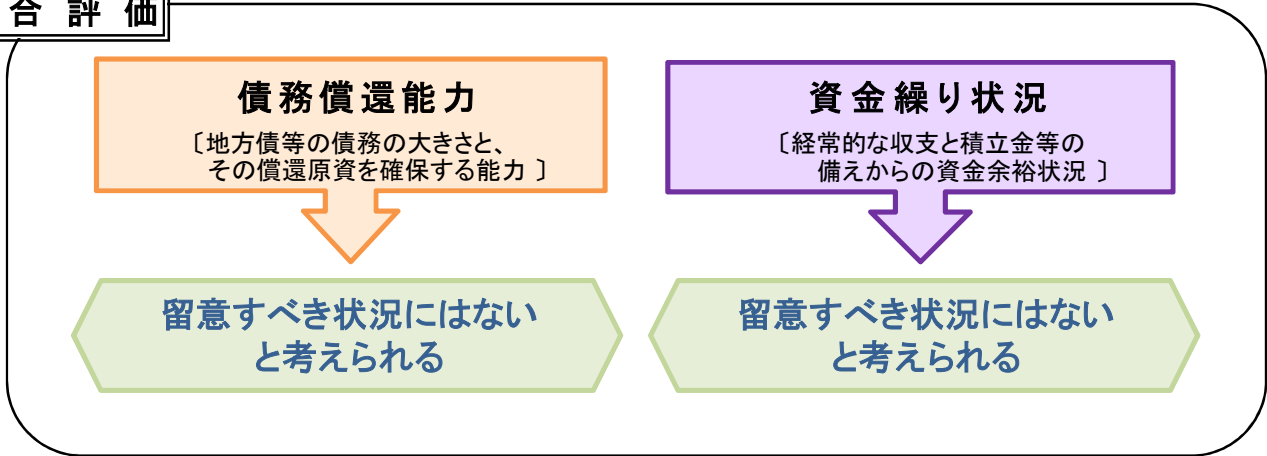 合 評 価
債務償還能力
〔地方債等の債務の大きさと、
その償還原資を確保する能力 〕
留意すべき状況にはない
と考えられる
資金繰り状況
〔経常的な収支と積立金等の
備えからの資金余裕状況 〕
留意すべき状況にはない
と考えられる